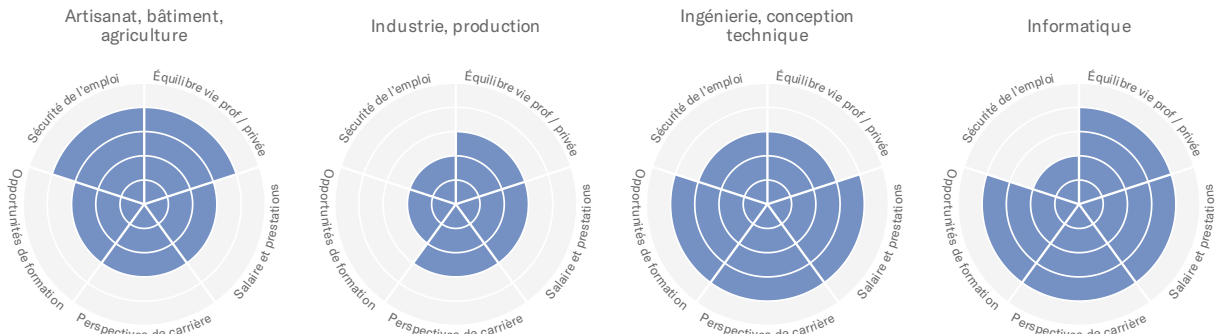 Artisanat, bâtiment,
agriculture
Sécurité de l'emploi
Équilibre vie prof / privée
Salaire et prestations
Perspectives de carrière
Opportunités de formation
Industrie, production
Sécurité de l'emploi
Équilibre vie prof / privée
Salaire et prestations
Perspectives de carrière
Opportunités de formation
Ingénierie, conception
technique
Sécurité de l'emploi
Équilibre vie prof / privée
Salaire et prestations
Perspectives de carrière
Opportunités de formation
Informatique
Sécurité de l'emploi
Équilibre vie prof / privée
Salaire et prestations
Perspectives de carrière
Opportunités de formation